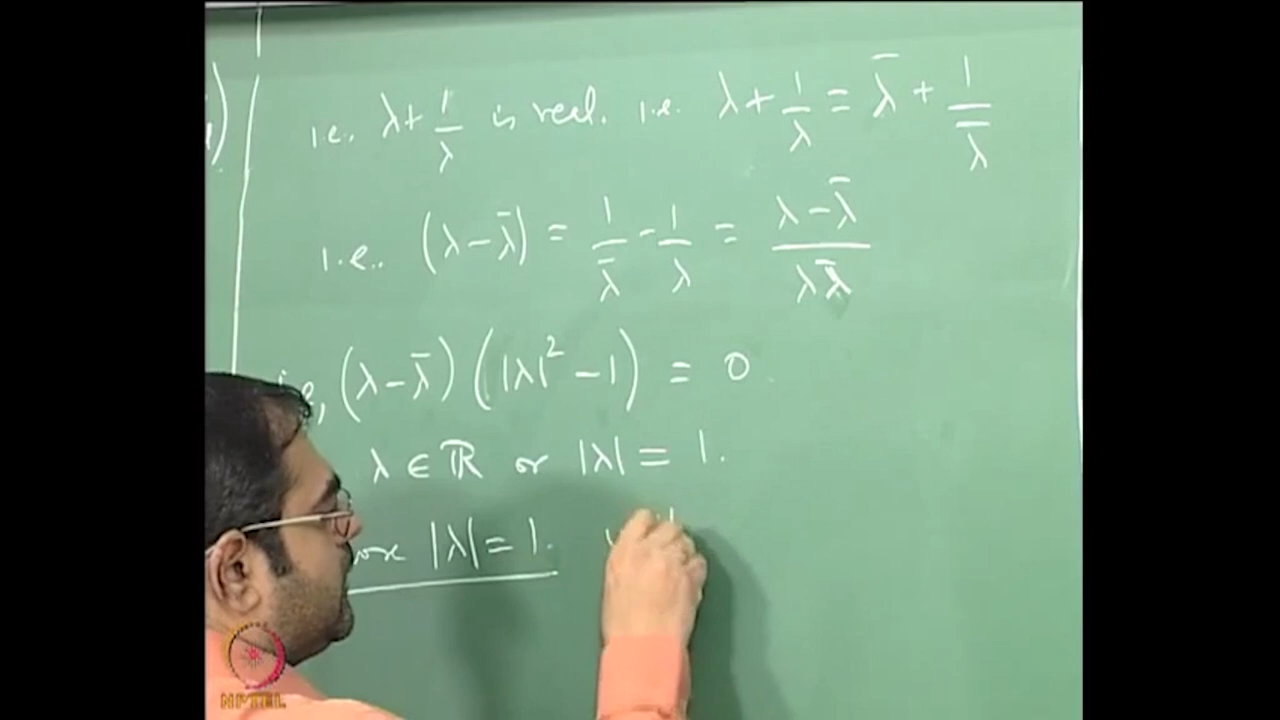 i.e. λ + 1/λ is real. i.e. λ + 1/λ = λ̄ + 1/λ̄
i.e. (λ - λ̄) = 1/λ̄ - 1/λ = (λ - λ̄)/(λλ̄)
(λ - λ̄)(|λ|² - 1) = 0
λ ∈ ℝ or |λ| = 1.
|λ| = 1.
NPTEL